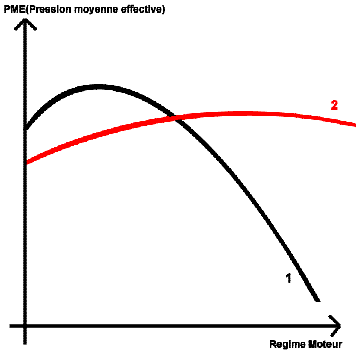 PME(Pression moyenne effective)
2
1
Regime Moteur